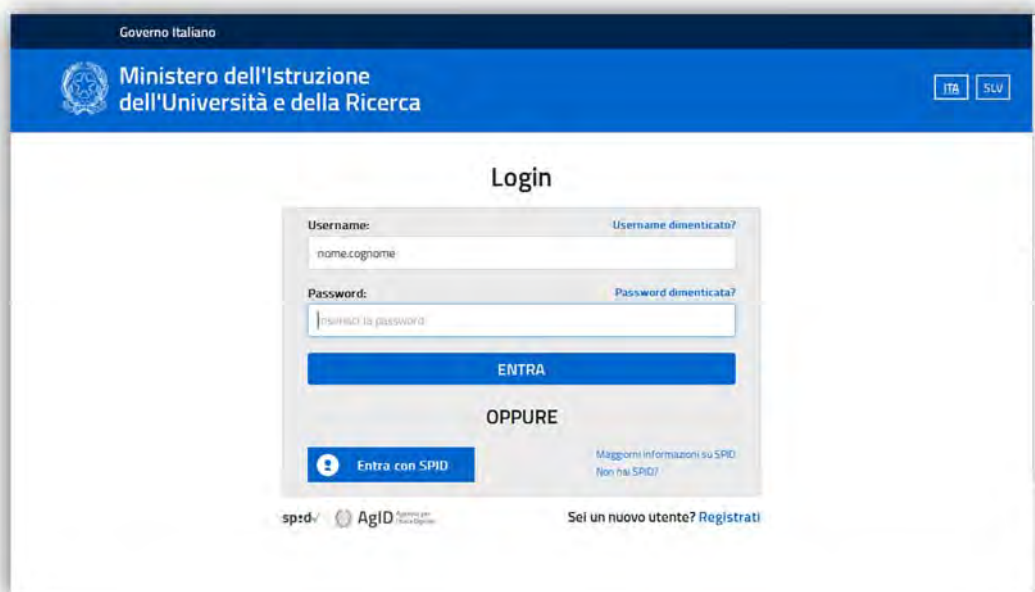 Governo Italiano
Ministero dell'Istruzione
dell'Università e della Ricerca
ITA SLV
Login
Username: Username dimenticato?
nome.cognome
Password: Password dimenticata?
Inserisci la password
ENTRA
OPPURE
Entra con SPID
Maggiorni informazioni su SPID
Non hai SPID?
sp:d AgID
Sei un nuovo utente? Registrati